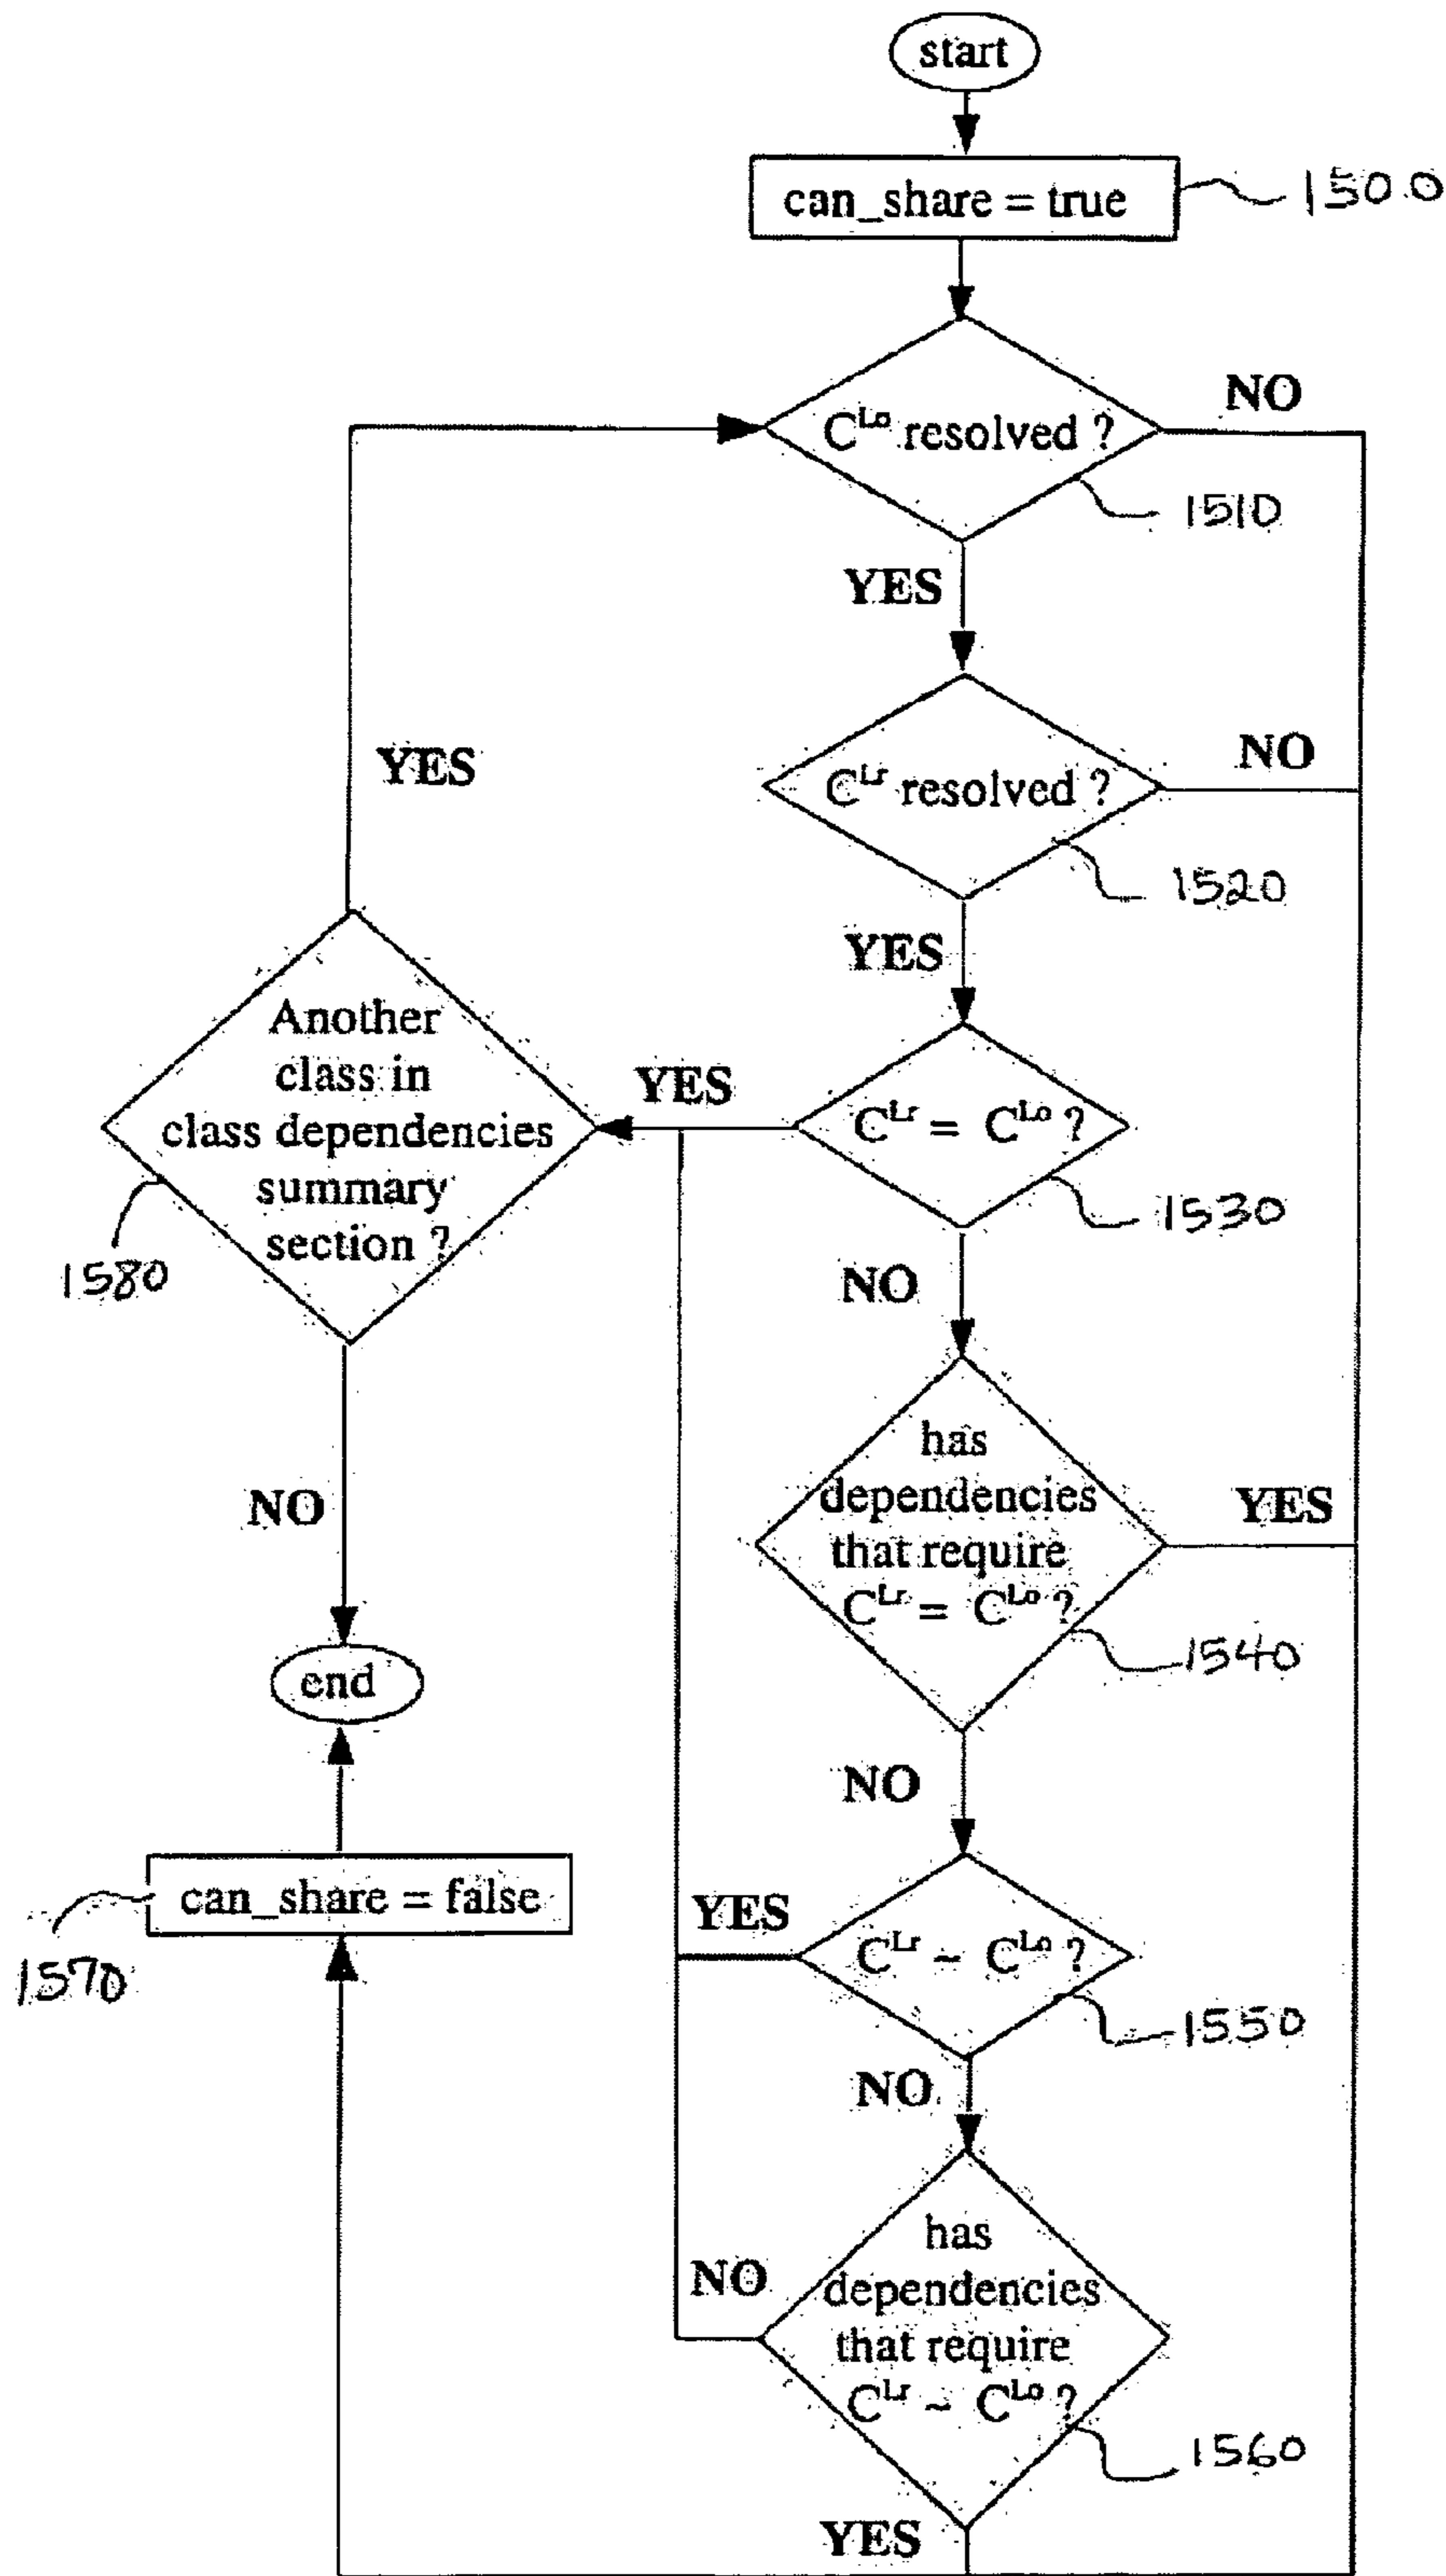 start
can_share = true
1500
C^Lo resolved ?
NO
1510
YES
C^Lr resolved ?
NO
1520
YES
YES
Another
class in
class dependencies
summary
section ?
1580
YES
C^Lr = C^Lo ?
1530
NO
has
dependencies
that require
C^Lr = C^Lo ?
YES
1540
NO
NO
end
can_share = false
1570
YES
C^Lr ~ C^Lo ?
1550
NO
has
dependencies
that require
C^Lr ~ C^Lo ?
NO
1560
YES